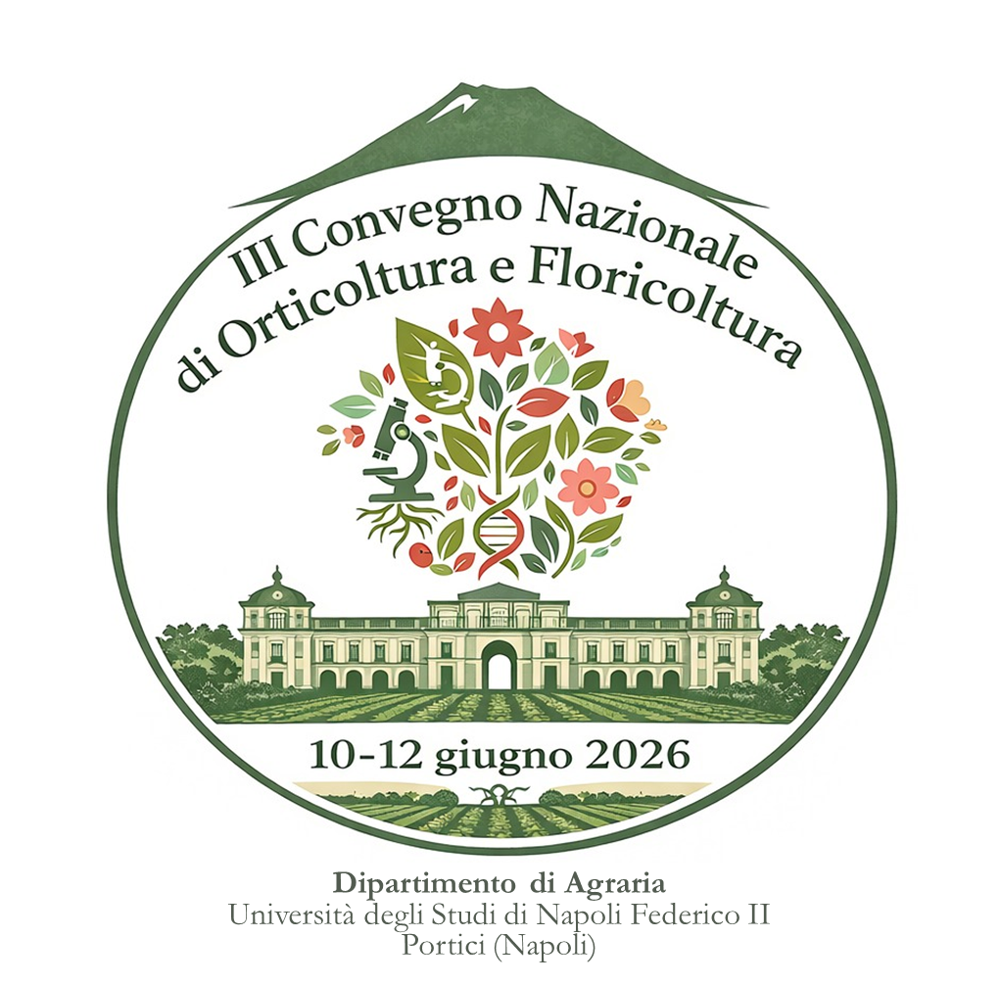 III Convegno Nazionale
di Orticoltura e Floricoltura
10-12 giugno 2026
Dipartimento di Agraria
Università degli Studi di Napoli Federico II
Portici (Napoli)